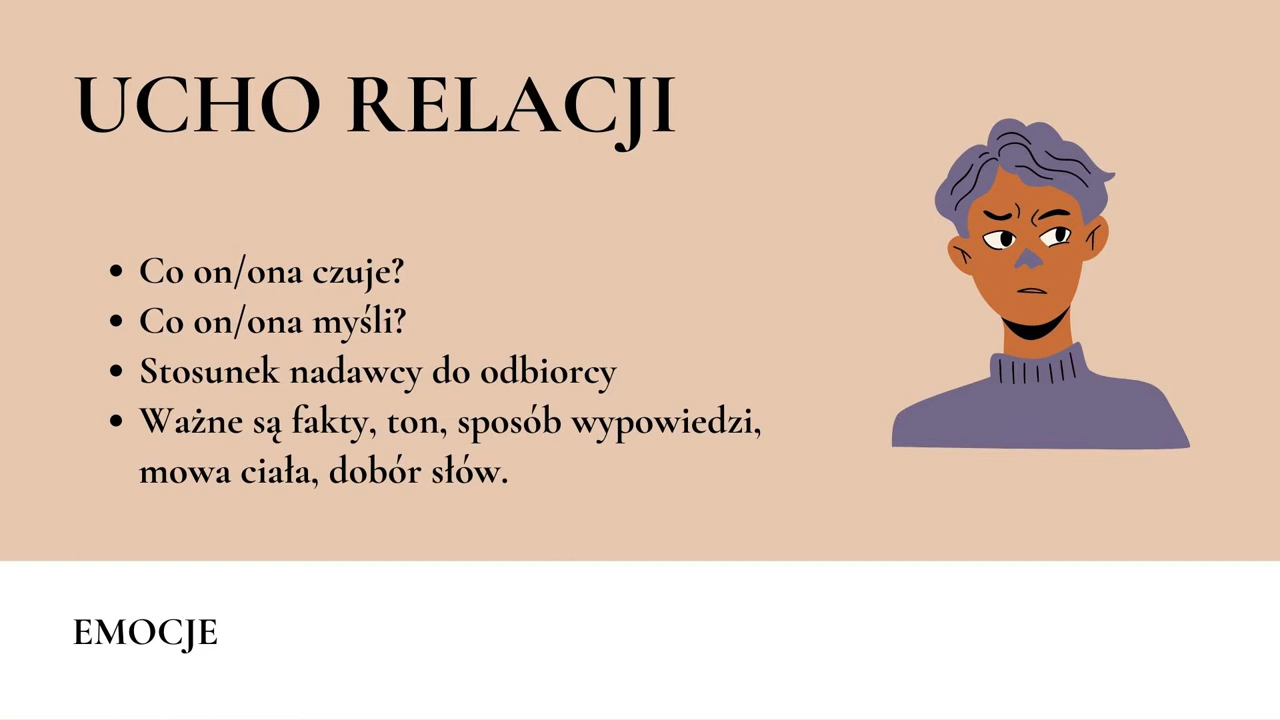 UCHO RELACJI
• Co on/ona czuje?
• Co on/ona myśli?
• Stosunek nadawcy do odbiorcy
• Ważne są fakty, ton, sposób wypowiedzi,
mowa ciała, dobór słów.
EMOCJE